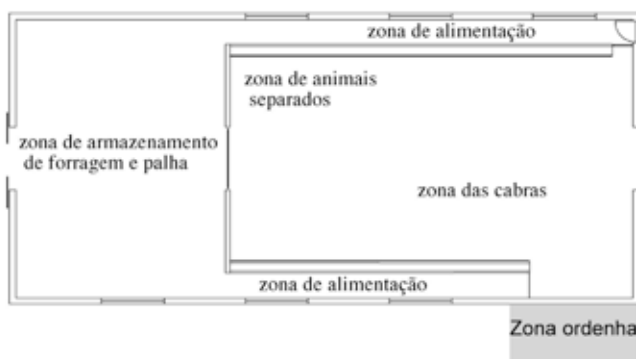 zona de alimentação
zona de animais
separados
zona de armazenamento
de forragem e palha
zona das cabras
zona de alimentação
Zona ordenha